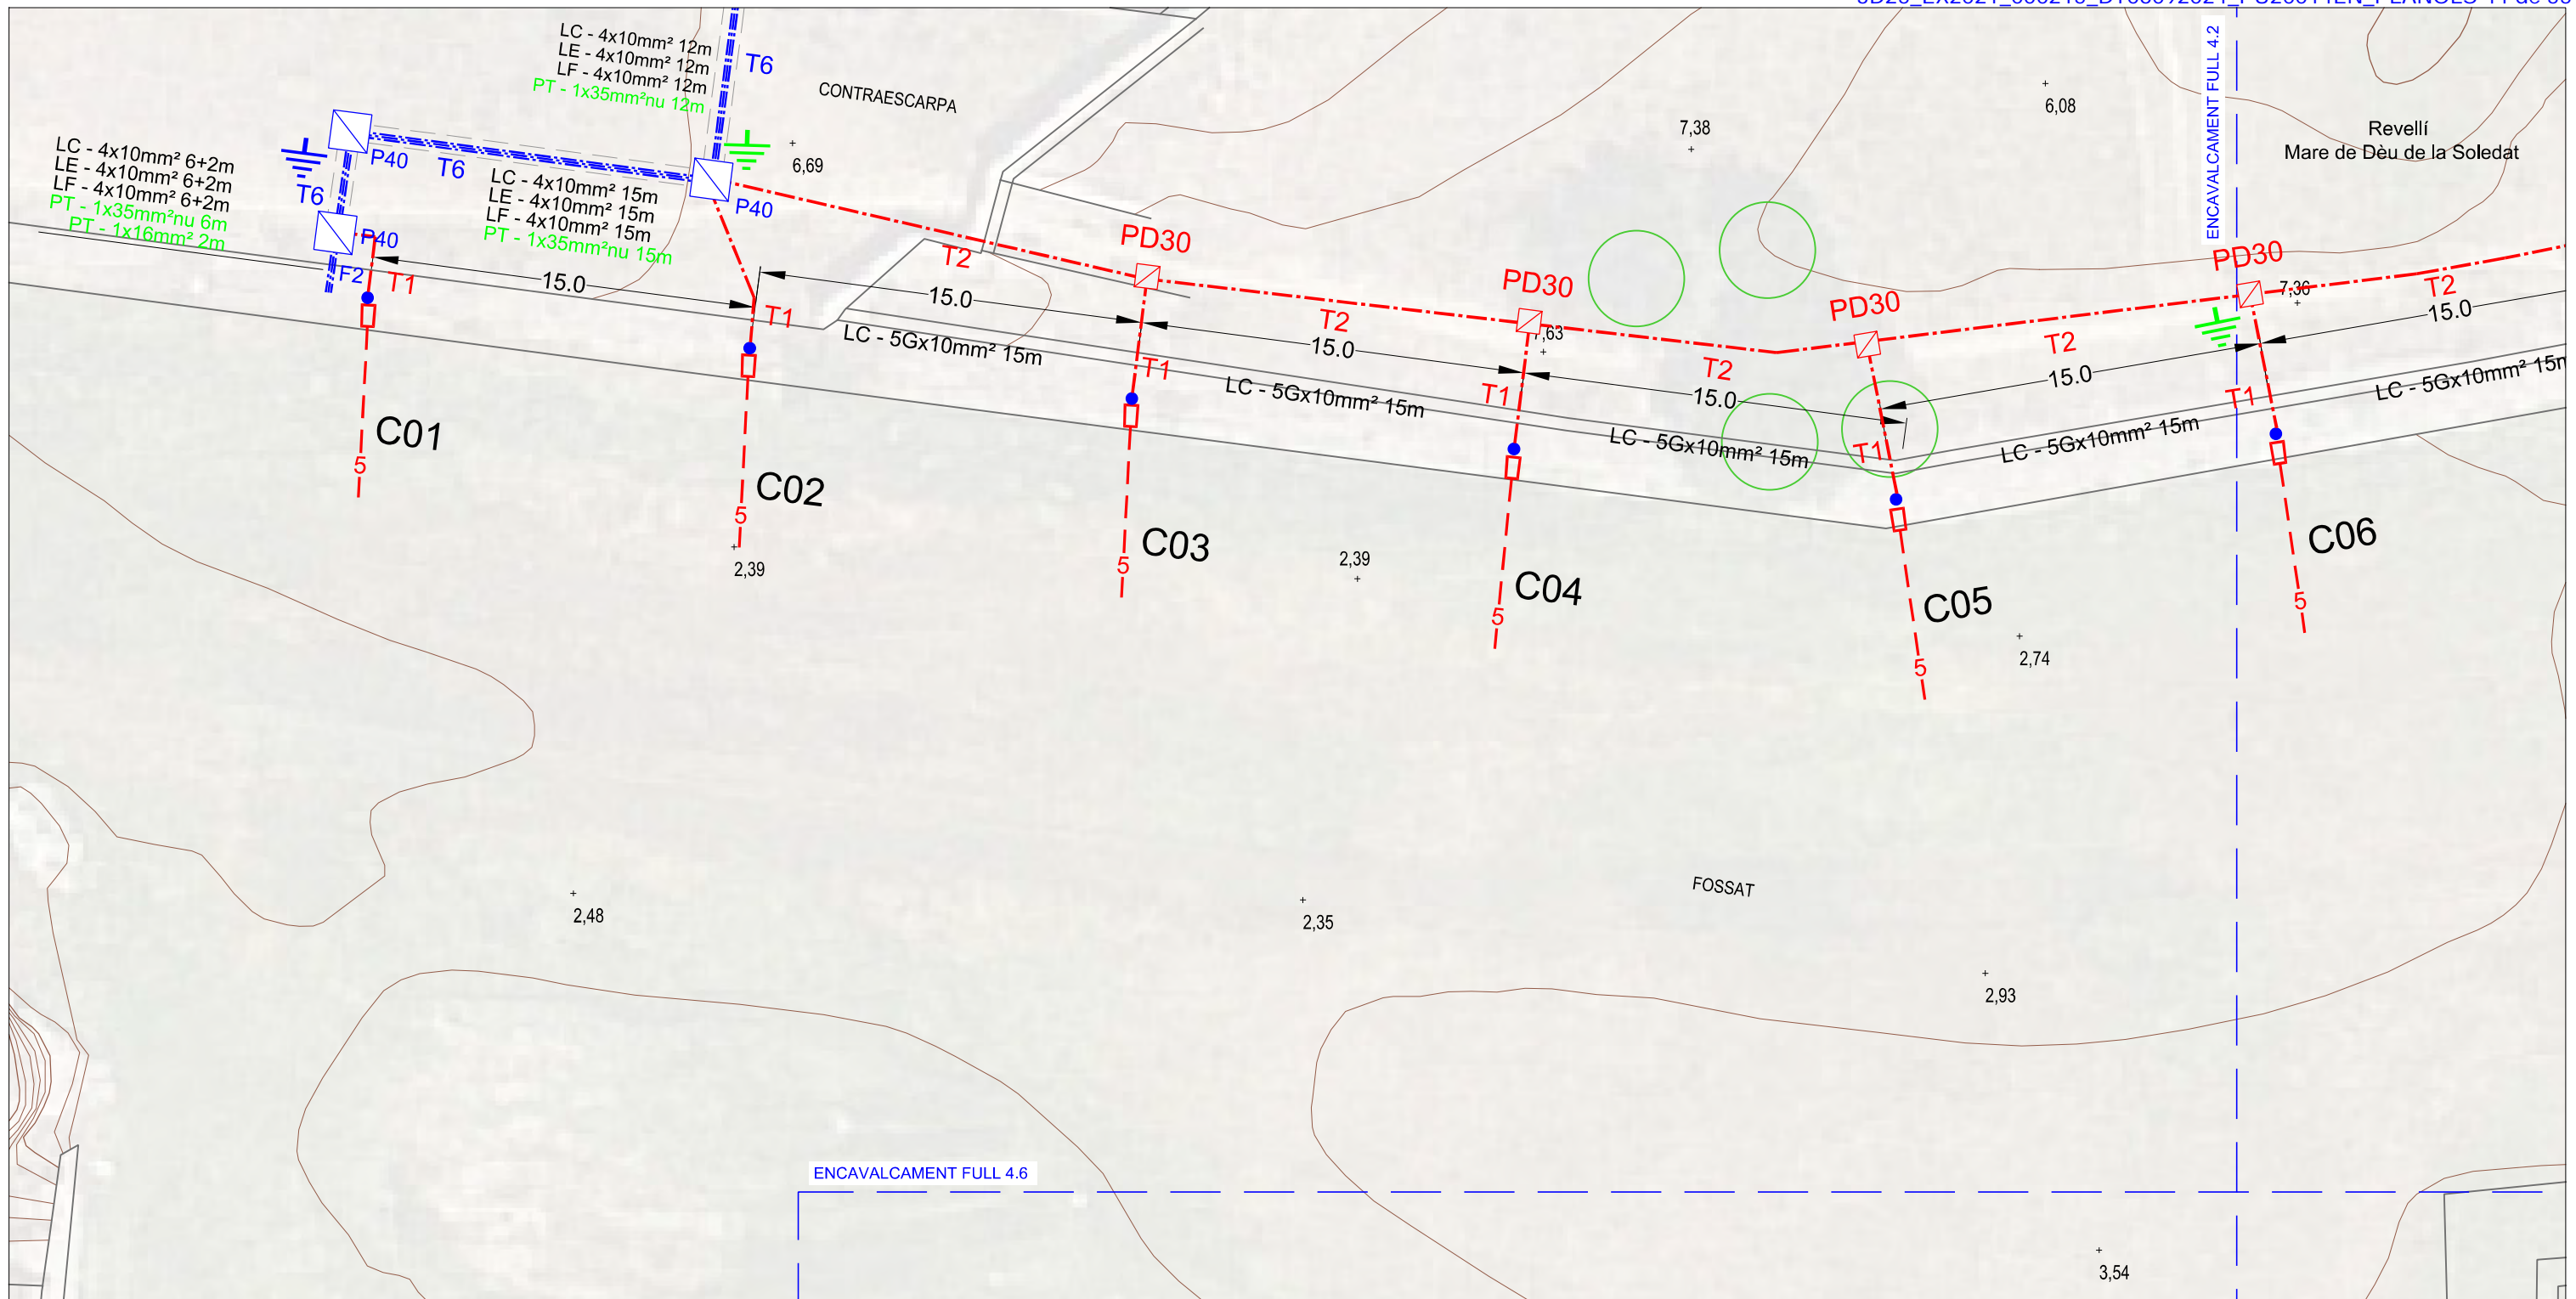 ENCAVALCAMENT FULL 4.2
LC - 4x10mm² 12m
LE - 4x10mm² 12m
LF - 4x10mm² 12m
PT - 1x35mm²nu 12m
T6
CONTRAESCARPA
6,69
7,38
6,08
Revellí
Mare de Dèu de la Soledat
LC - 4x10mm² 6+2m
LE - 4x10mm² 6+2m
LF - 4x10mm² 6+2m
PT - 1x35mm²nu 6m
PT - 1x16mm² 2m
T6
P40
T6
LC - 4x10mm² 15m
LE - 4x10mm² 15m
LF - 4x10mm² 15m
PT - 1x35mm²nu 15m
P40
P40
F2
T1
15.0
T1
T2
15.0
PD30
T1
T2
15.0
PD30
7,63
T1
T2
15.0
PD30
T1
T2
15.0
PD30
7,36
T1
T2
15.0
LC - 5Gx10mm² 15m
LC - 5Gx10mm² 15m
LC - 5Gx10mm² 15m
LC - 5Gx10mm² 15m
LC - 5Gx10mm² 15m
C01
5
C02
5
C03
5
C04
5
C05
5
C06
5
2,39
2,39
2,74
2,48
2,35
FOSSAT
2,93
ENCAVALCAMENT FULL 4.6
3,54